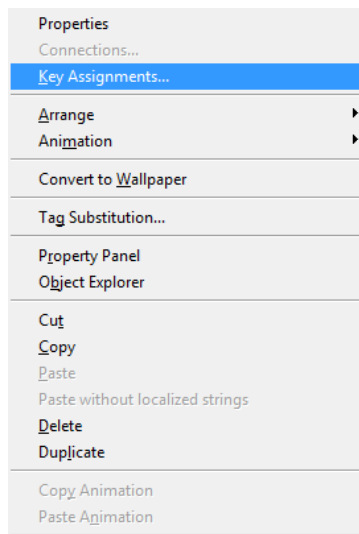 Properties
Connections...
Key Assignments...
Arrange
Animation
Convert to Wallpaper
Tag Substitution...
Property Panel
Object Explorer
Cut
Copy
Paste
Paste without localized strings
Delete
Duplicate
Copy Animation
Paste Animation